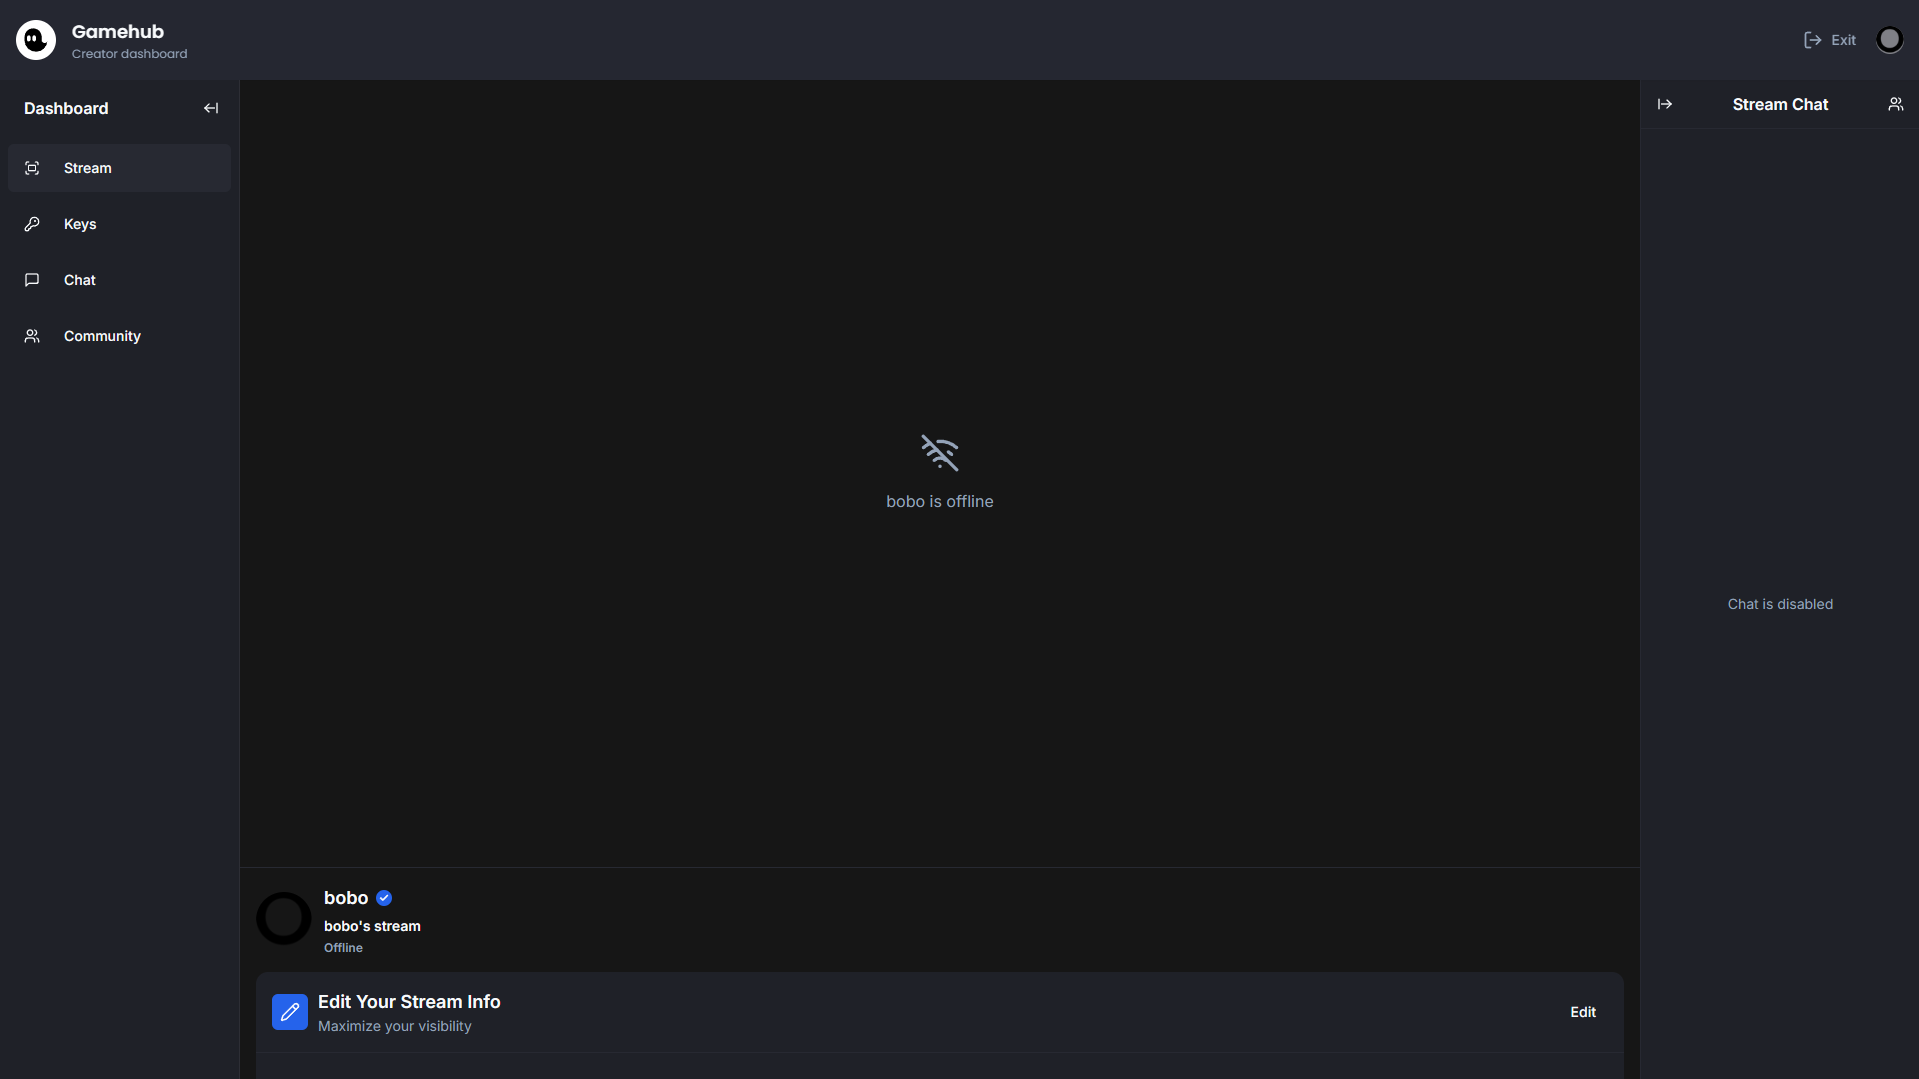 Gamehub
Creator dashboard
Exit
Dashboard
Stream
Keys
Chat
Community
bobo is offline
Stream Chat
Chat is disabled
bobo
bobo's stream
Offline
Edit Your Stream Info
Maximize your visibility
Edit